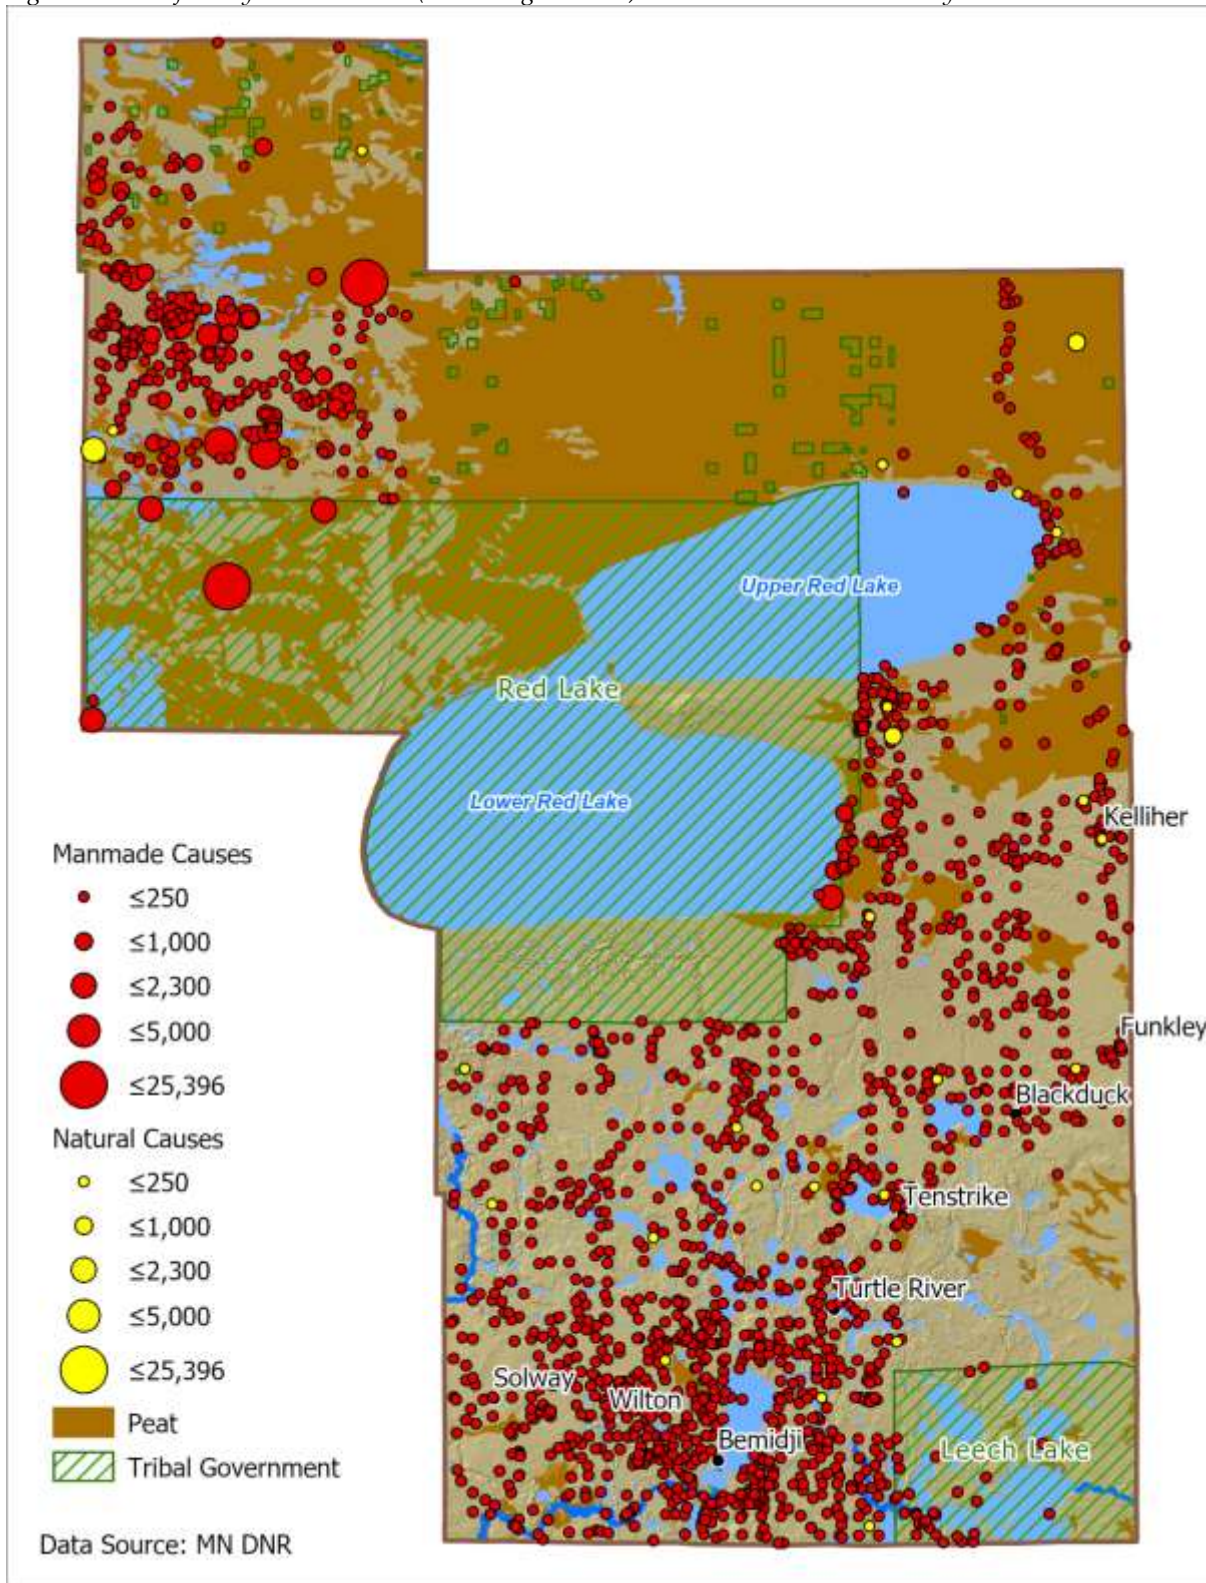 Upper Red Lake
Red Lake
Lower Red Lake
Kelliher
Manmade Causes
≤250
≤1,000
≤2,300
≤5,000
≤25,396
Funkley
Blackduck
Natural Causes
≤250
≤1,000
≤2,300
≤5,000
≤25,396
Tenstrike
Turtle River
Solway
Wilton
Bemidji
Leech Lake
Peat
Tribal Government
Data Source: MN DNR